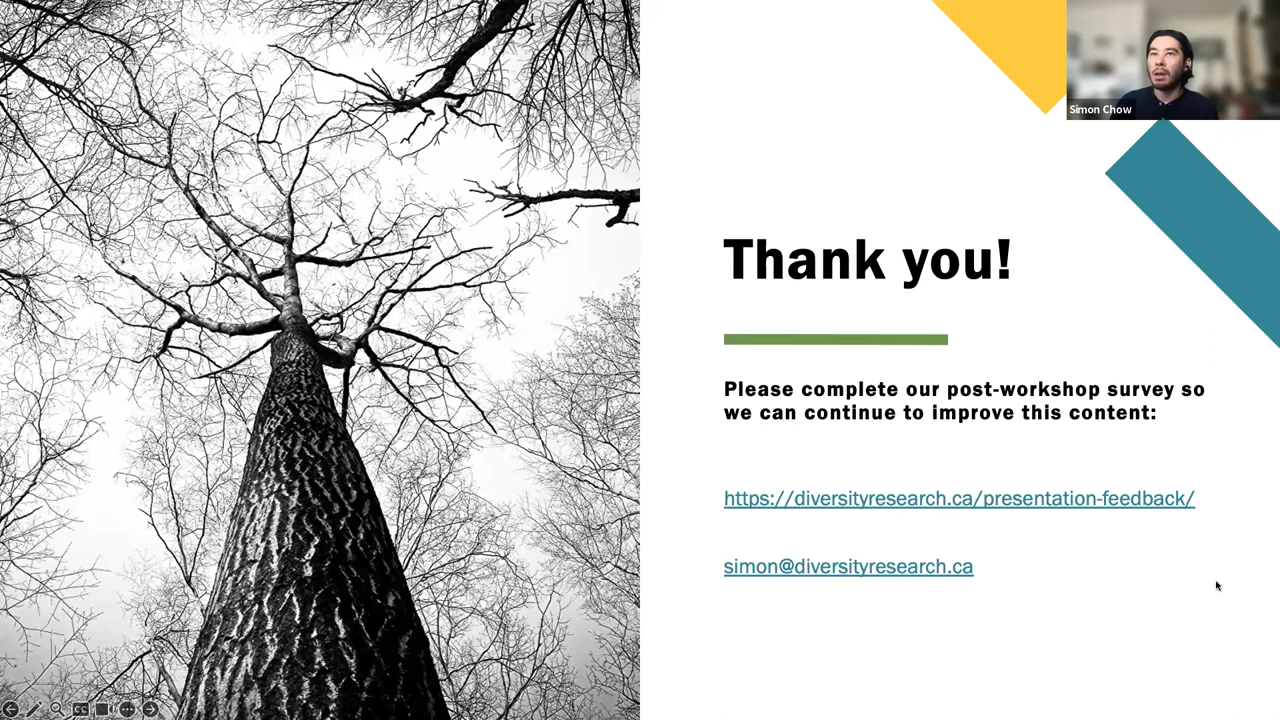 Simon Chow
Thank you!
Please complete our post-workshop survey so
we can continue to improve this content:
https://diversityresearch.ca/presentation-feedback/
simon@diversityresearch.ca
CC